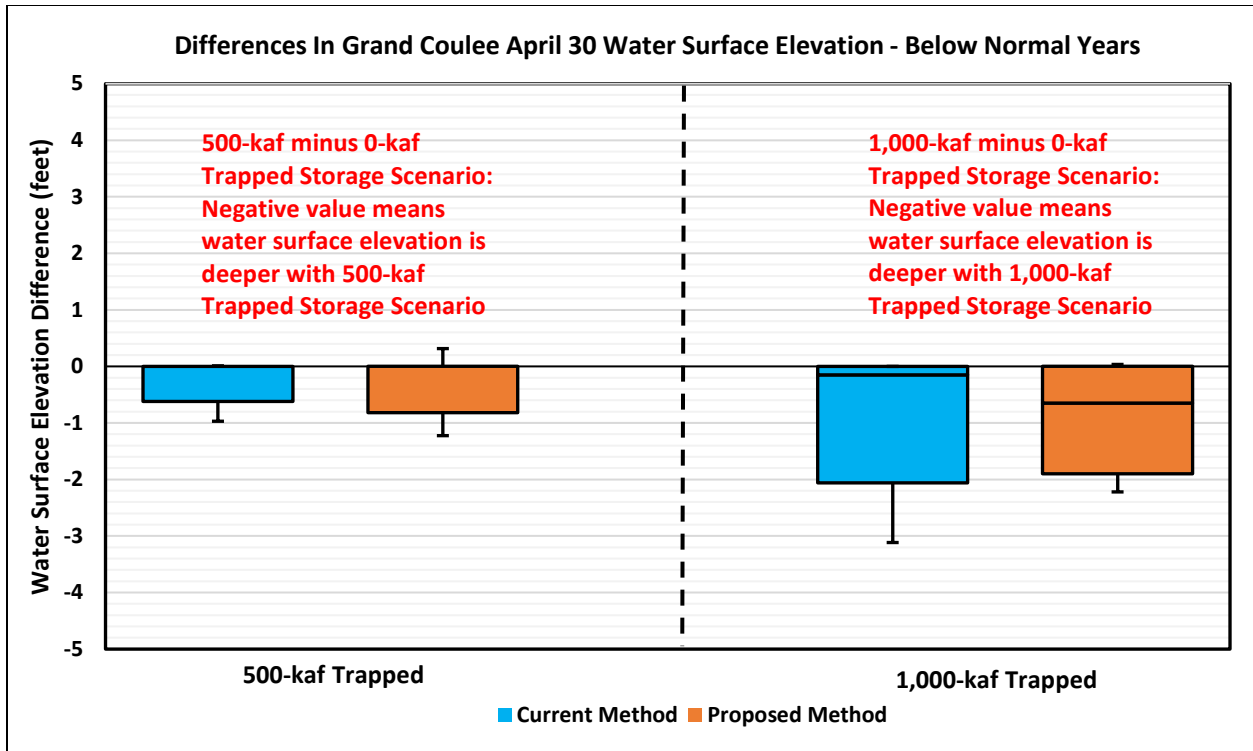 Differences In Grand Coulee April 30 Water Surface Elevation - Below Normal Years
Water Surface Elevation Difference (feet)
5
4
3
2
1
0
-1
-2
-3
-4
-5
500-kaf minus 0-kaf
Trapped Storage Scenario:
Negative value means
water surface elevation is
deeper with 500-kaf
Trapped Storage Scenario
1,000-kaf minus 0-kaf
Trapped Storage Scenario:
Negative value means
water surface elevation is
deeper with 1,000-kaf
Trapped Storage Scenario
500-kaf Trapped
1,000-kaf Trapped
Current Method
Proposed Method